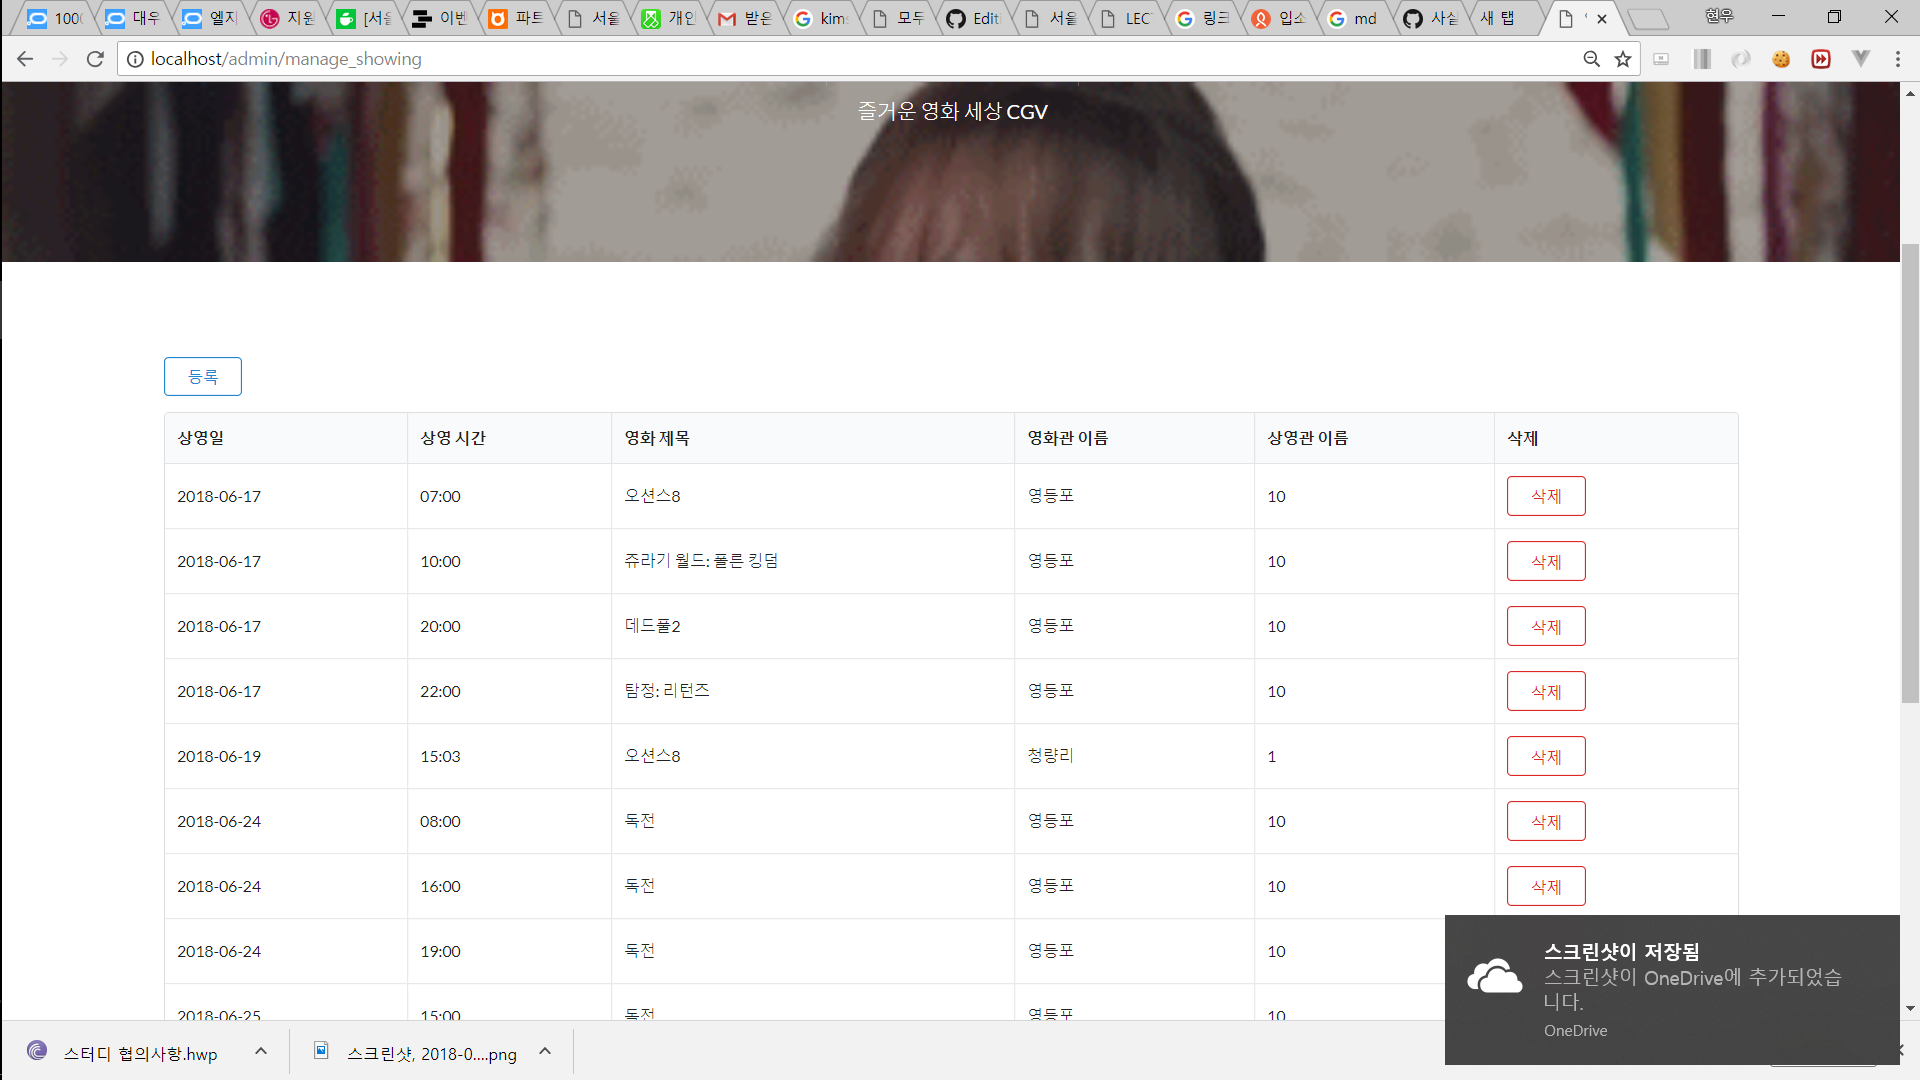 100
대우
엘지
지원
[서울
이벤
파트
서울
개인
받은
kims
모두
Editi
서울
LECT
링크
입소
md
사실
새 탭
현우
localhost/admin/manage_showing
즐거운 영화 세상 CGV
등록
상영일 상영 시간 영화 제목 영화관 이름 상영관 이름 삭제
2018-06-17 07:00 오션스8 영등포 10 삭제
2018-06-17 10:00 쥬라기 월드: 폴른 킹덤 영등포 10 삭제
2018-06-17 20:00 데드풀2 영등포 10 삭제
2018-06-17 22:00 탐정: 리턴즈 영등포 10 삭제
2018-06-19 15:03 오션스8 청량리 1 삭제
2018-06-24 08:00 독전 영등포 10 삭제
2018-06-24 16:00 독전 영등포 10 삭제
2018-06-24 19:00 독전 영등포 10
2018-06-25 15:00 독전 영등포 10
스크린샷이 저장됨
스크린샷이 OneDrive에 추가되었습
니다.
OneDrive
스터디 협의사항.hwp
스크린샷, 2018-0....png